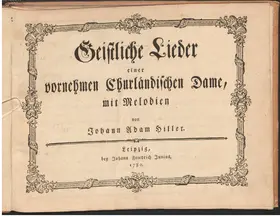 Geistliche Lieder
einer
vornehmen Churländischen Dame,
mit Melodien
von
Johann Adam Hiller.
Leipzig,
bey Johann Friedrich Junius,